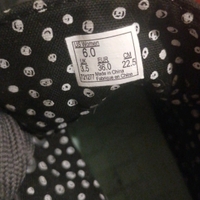 US Women
6.0
UK EUR CM
3.5 36.0 22.5
721277
Made in China
Fabriqué en Chine